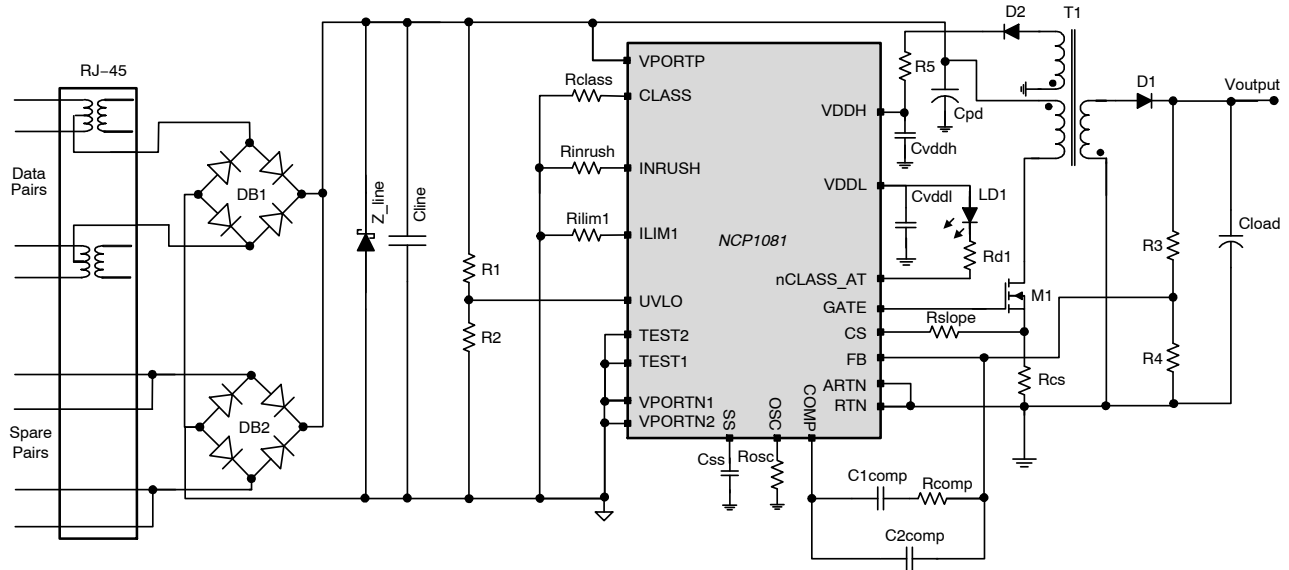 RJ-45
Data
Pairs
Spare
Pairs
DB1
DB2
Z_line
Cline
R1
R2
Rclass
Rinrush
Rilim1
VPORTP
CLASS
INRUSH
ILIM1
UVLO
TEST2
TEST1
VPORTN1
VPORTN2
NCP1081
SS
OSC
COMP
VDDH
VDDL
nCLASS_AT
GATE
CS
FB
ARTN
RTN
Css
Rosc
C1comp
Rcomp
C2comp
R5
D2
T1
Cpd
Cvddh
Cvddl
LD1
Rd1
M1
Rslope
Rcs
D1
Voutput
R3
R4
Cload